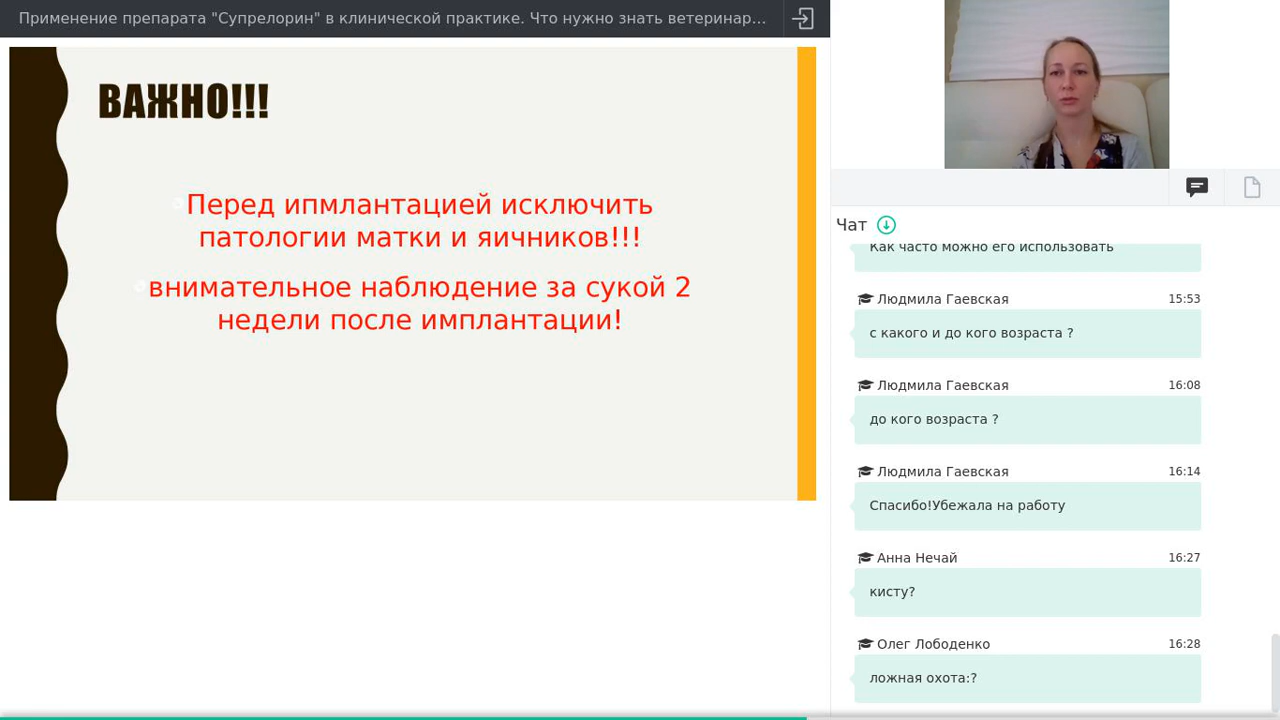 Применение препарата "Супрелорин" в клинической практике. Что нужно знать ветеринар...
ВАЖНО!!!
Перед ипмлантацией исключить
патологии матки и яичников!!!
внимательное наблюдение за сукой 2
недели после имплантации!
Чат
Как часто можно его использовать
Людмила Гаевская 15:53
с какого и до кого возраста ?
Людмила Гаевская 16:08
до кого возраста ?
Людмила Гаевская 16:14
Спасибо!Убежала на работу
Анна Нечай 16:27
кисту?
Олег Лободенко 16:28
ложная охота:?